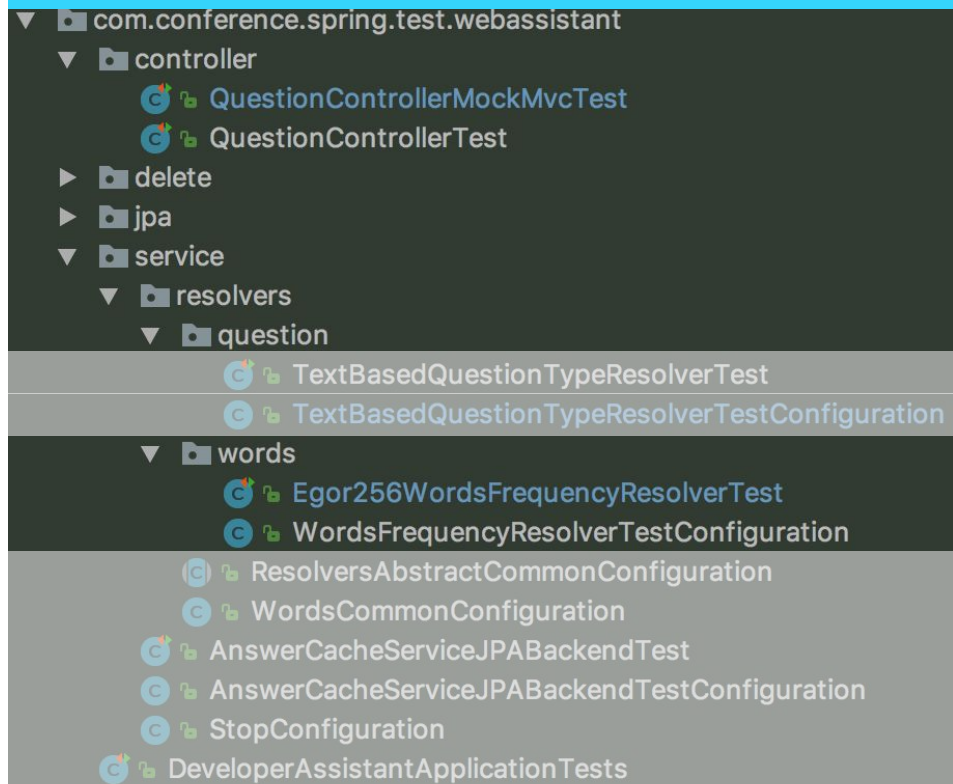 com.conference.spring.test.webassistant
controller
QuestionControllerMockMvcTest
QuestionControllerTest
delete
jpa
service
resolvers
question
TextBasedQuestionTypeResolverTest
TextBasedQuestionTypeResolverTestConfiguration
words
Egor256WordsFrequencyResolverTest
WordsFrequencyResolverTestConfiguration
ResolversAbstractCommonConfiguration
WordsCommonConfiguration
AnswerCacheServiceJPABackendTest
AnswerCacheServiceJPABackendTestConfiguration
StopConfiguration
DeveloperAssistantApplicationTests